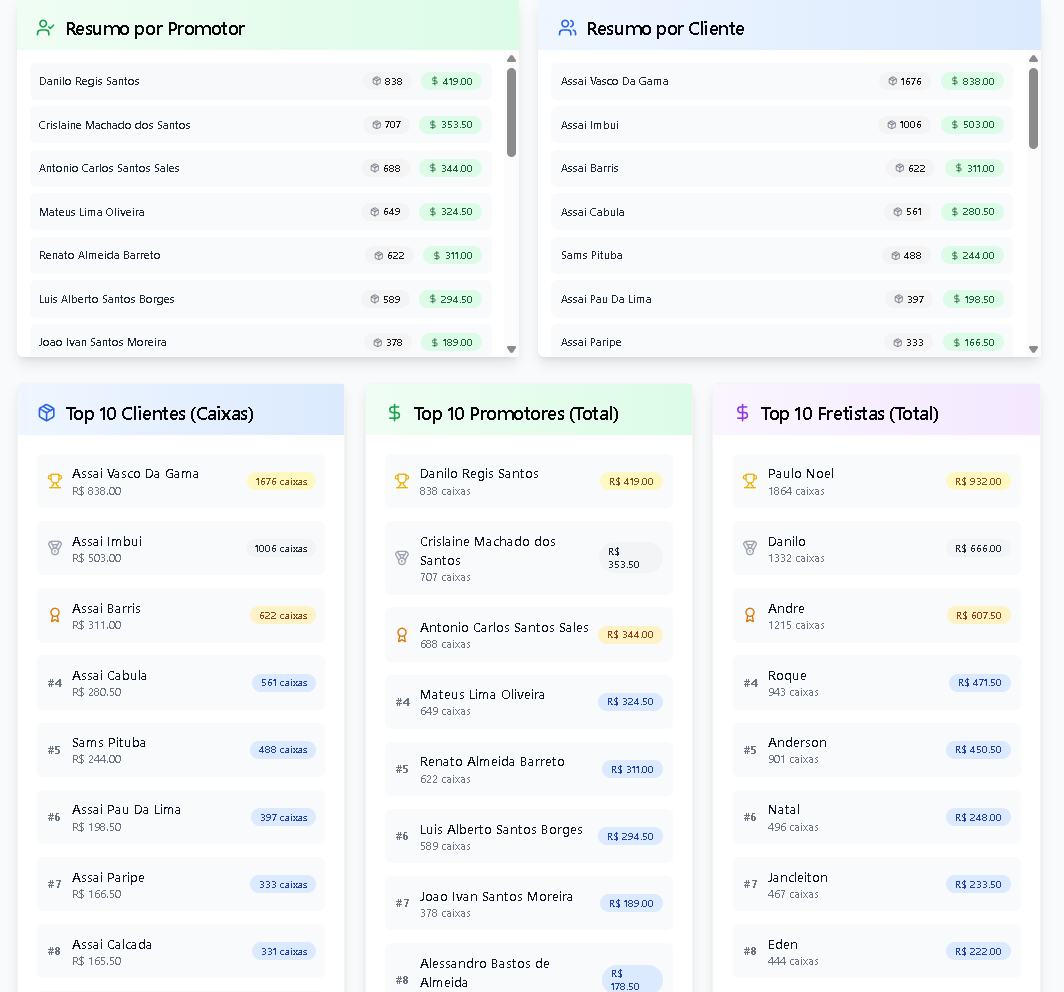 Resumo por Promotor
Danilo Regis Santos 838 $ 419.00
Crislaine Machado dos Santos 707 $ 353.50
Antonio Carlos Santos Sales 688 $ 344.00
Mateus Lima Oliveira 649 $ 324.50
Renato Almeida Barreto 622 $ 311.00
Luis Alberto Santos Borges 589 $ 294.50
Joao Ivan Santos Moreira 378 $ 189.00
Resumo por Cliente
Assai Vasco Da Gama 1676 $ 838.00
Assai Imbui 1006 $ 503.00
Assai Barris 622 $ 311.00
Assai Cabula 561 $ 280.50
Sams Pituba 488 $ 244.00
Assai Pau Da Lima 397 $ 198.50
Assai Paripe 333 $ 166.50
Top 10 Clientes (Caixas)
Assai Vasco Da Gama
R$ 838.00
1676 caixas
Assai Imbui
R$ 503.00
1006 caixas
Assai Barris
R$ 311.00
622 caixas
#4
Assai Cabula
R$ 280.50
561 caixas
#5
Sams Pituba
R$ 244.00
488 caixas
#6
Assai Pau Da Lima
R$ 198.50
397 caixas
#7
Assai Paripe
R$ 166.50
333 caixas
#8
Assai Calcada
R$ 165.50
331 caixas
$ Top 10 Promotores (Total)
Danilo Regis Santos
838 caixas
R$ 419.00
Crislaine Machado dos
Santos
707 caixas
R$
353.50
Antonio Carlos Santos Sales
688 caixas
R$ 344.00
#4
Mateus Lima Oliveira
649 caixas
R$ 324.50
#5
Renato Almeida Barreto
622 caixas
R$ 311.00
#6
Luis Alberto Santos Borges
589 caixas
R$ 294.50
#7
Joao Ivan Santos Moreira
378 caixas
R$ 189.00
#8
Alessandro Bastos de
Almeida
R$
178.50
$ Top 10 Fretistas (Total)
Paulo Noel
1864 caixas
R$ 932.00
Danilo
1332 caixas
R$ 666.00
Andre
1215 caixas
R$ 607.50
#4
Roque
943 caixas
R$ 471.50
#5
Anderson
901 caixas
R$ 450.50
#6
Natal
496 caixas
R$ 248.00
#7
Jancleiton
467 caixas
R$ 233.50
#8
Eden
444 caixas
R$ 222.00